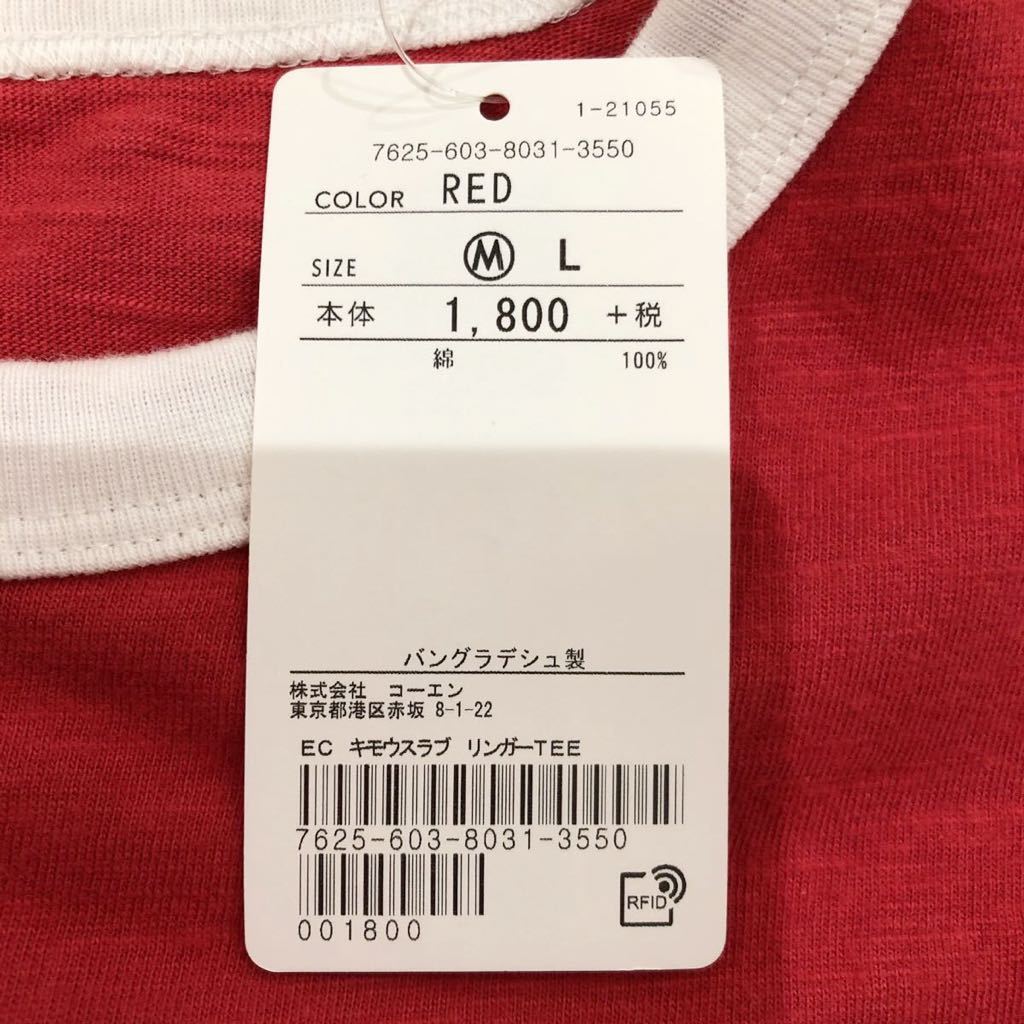 1-21055
7625-603-8031-3550
COLOR RED
SIZE Ⓜ L
本体 1,800 +税
綿 100%
バングラデシュ製
株式会社 コーエン
東京都港区赤坂 8-1-22
EC キモウスラブ リンガーTEE
7625-603-8031-3550
RFID
001800